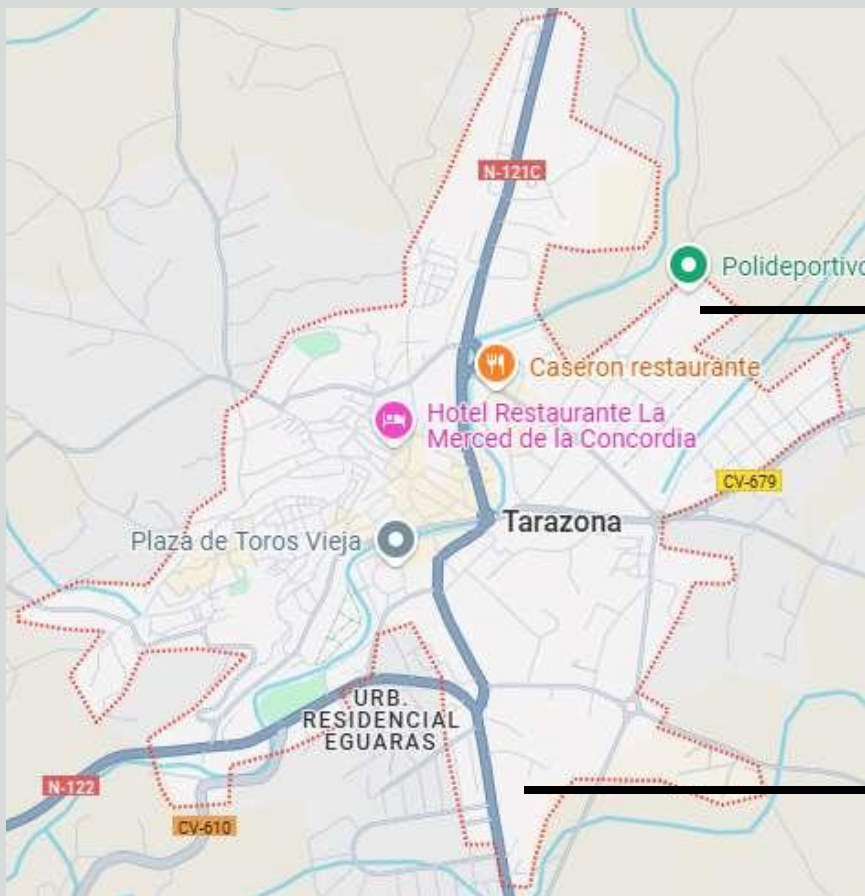 N-121C
Polideportivo
Caseron restaurante
Hotel Restaurante La
Merced de la Concordia
CV-679
Tarazona
Plaza de Toros Vieja
URB.
RESIDENCIAL
EGUARAS
N-122
CV-610